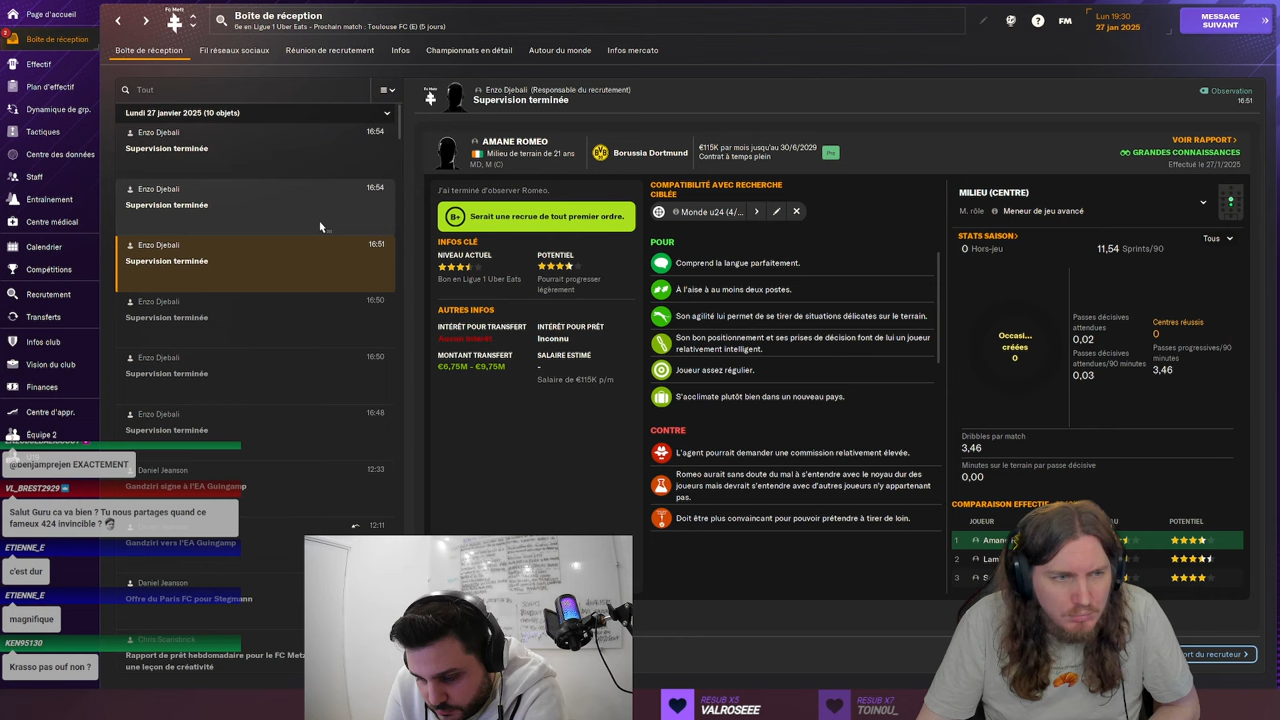 Page d'accueil
Boîte de réception
Effectif
Plan d'effectif
Dynamique de grp.
Tactiques
Centre des données
Staff
Entraînement
Centre médical
Calendrier
Compétitions
Recrutement
Transferts
Infos club
Vision du club
Finances
Centre d'appr.
Équipe 2
Fc Metz
Boîte de réception
6e en Ligue 1 Uber Eats - Prochain match : Toulouse FC (E) (5 jours)
FM
Lun 19:30
27 jan 2025
MESSAGE SUIVANT
Boîte de réception
Fil réseaux sociaux
Réunion de recrutement
Infos
Championnats en détail
Autour du monde
Infos mercato
Tout
Lundi 27 janvier 2025 (10 objets)
Enzo Djebali 16:54
Supervision terminée
Enzo Djebali 16:54
Supervision terminée
Enzo Djebali 16:51
Supervision terminée
Enzo Djebali 16:50
Supervision terminée
Enzo Djebali 16:50
Supervision terminée
Enzo Djebali 16:48
Supervision terminée
Daniel Jeanson 12:33
Gandziri signe à l'EA Guingamp
12:11
Gandziri vers l'EA Guingamp
Daniel Jeanson
Offre du Paris FC pour Stegmann
Chris Scansbrick
Rapport de prêt hebdomadaire pour le FC Metz
une leçon de créativité
Enzo Djebali (Responsable du recrutement)
Supervision terminée
Observation
16:51
AMANE ROMEO
Milieu de terrain de 21 ans
MD, M (C)
Borussia Dortmund
€115K par mois jusqu'au 30/6/2029
Contrat à temps plein
Pro
VOIR RAPPORT
GRANDES CONNAISSANCES
Effectué le 27/1/2025
J'ai terminé d'observer Romeo.
B+ Serait une recrue de tout premier ordre.
INFOS CLÉ
NIVEAU ACTUEL
Bon en Ligue 1 Uber Eats
POTENTIEL
Pourrait progresser
légèrement
AUTRES INFOS
INTÉRÊT POUR TRANSFERT
Aucun intérêt
INTÉRÊT POUR PRÊT
Inconnu
MONTANT TRANSFERT
€6,75M - €9,75M
SALAIRE ESTIMÉ
-
Salaire de €115K p/m
COMPATIBILITÉ AVEC RECHERCHE
CIBLÉE
Monde u24 (4/...
POUR
Comprend la langue parfaitement.
À l'aise à au moins deux postes.
Son agilité lui permet de se tirer de situations délicates sur le terrain.
Son bon positionnement et ses prises de décision font de lui un joueur
relativement intelligent.
Joueur assez régulier.
S'acclimate plutôt bien dans un nouveau pays.
CONTRE
L'agent pourrait demander une commission relativement élevée.
Romeo aurait sans doute du mal à s'entendre avec le noyau dur des
joueurs mais devrait s'entendre avec d'autres joueurs n'y appartenant
pas.
Doit être plus convaincant pour pouvoir prétendre à tirer de loin.
MILIEU (CENTRE)
M. rôle Meneur de jeu avancé
STATS SAISON
Tous
0 Hors-jeu
11,54 Sprints/90
Occasi...
créées
0
Passes décisives
attendues
0,02
Passes décisives
attendues/90 minutes
0,03
Centres réussis
0
Passes progressives/90
minutes
3,46
Dribbles par match
3,46
Minutes sur le terrain par passe décisive
0,00
COMPARAISON EFFECTIF
JOUEUR
POTENTIEL
1
2 Lam
3
@benjamprejen EXACTEMENT
VL_BREST2929
Salut Guru ca va bien ? Tu nous partages quand ce
fameux 424 invincible ?
ETIENNE_E
c'est dur
ETIENNE_E
magnifique
KEN95130
Krasso pas ouf non ?
RESUB X5
VALROSEEE
RESUB X7
TOIN0U_